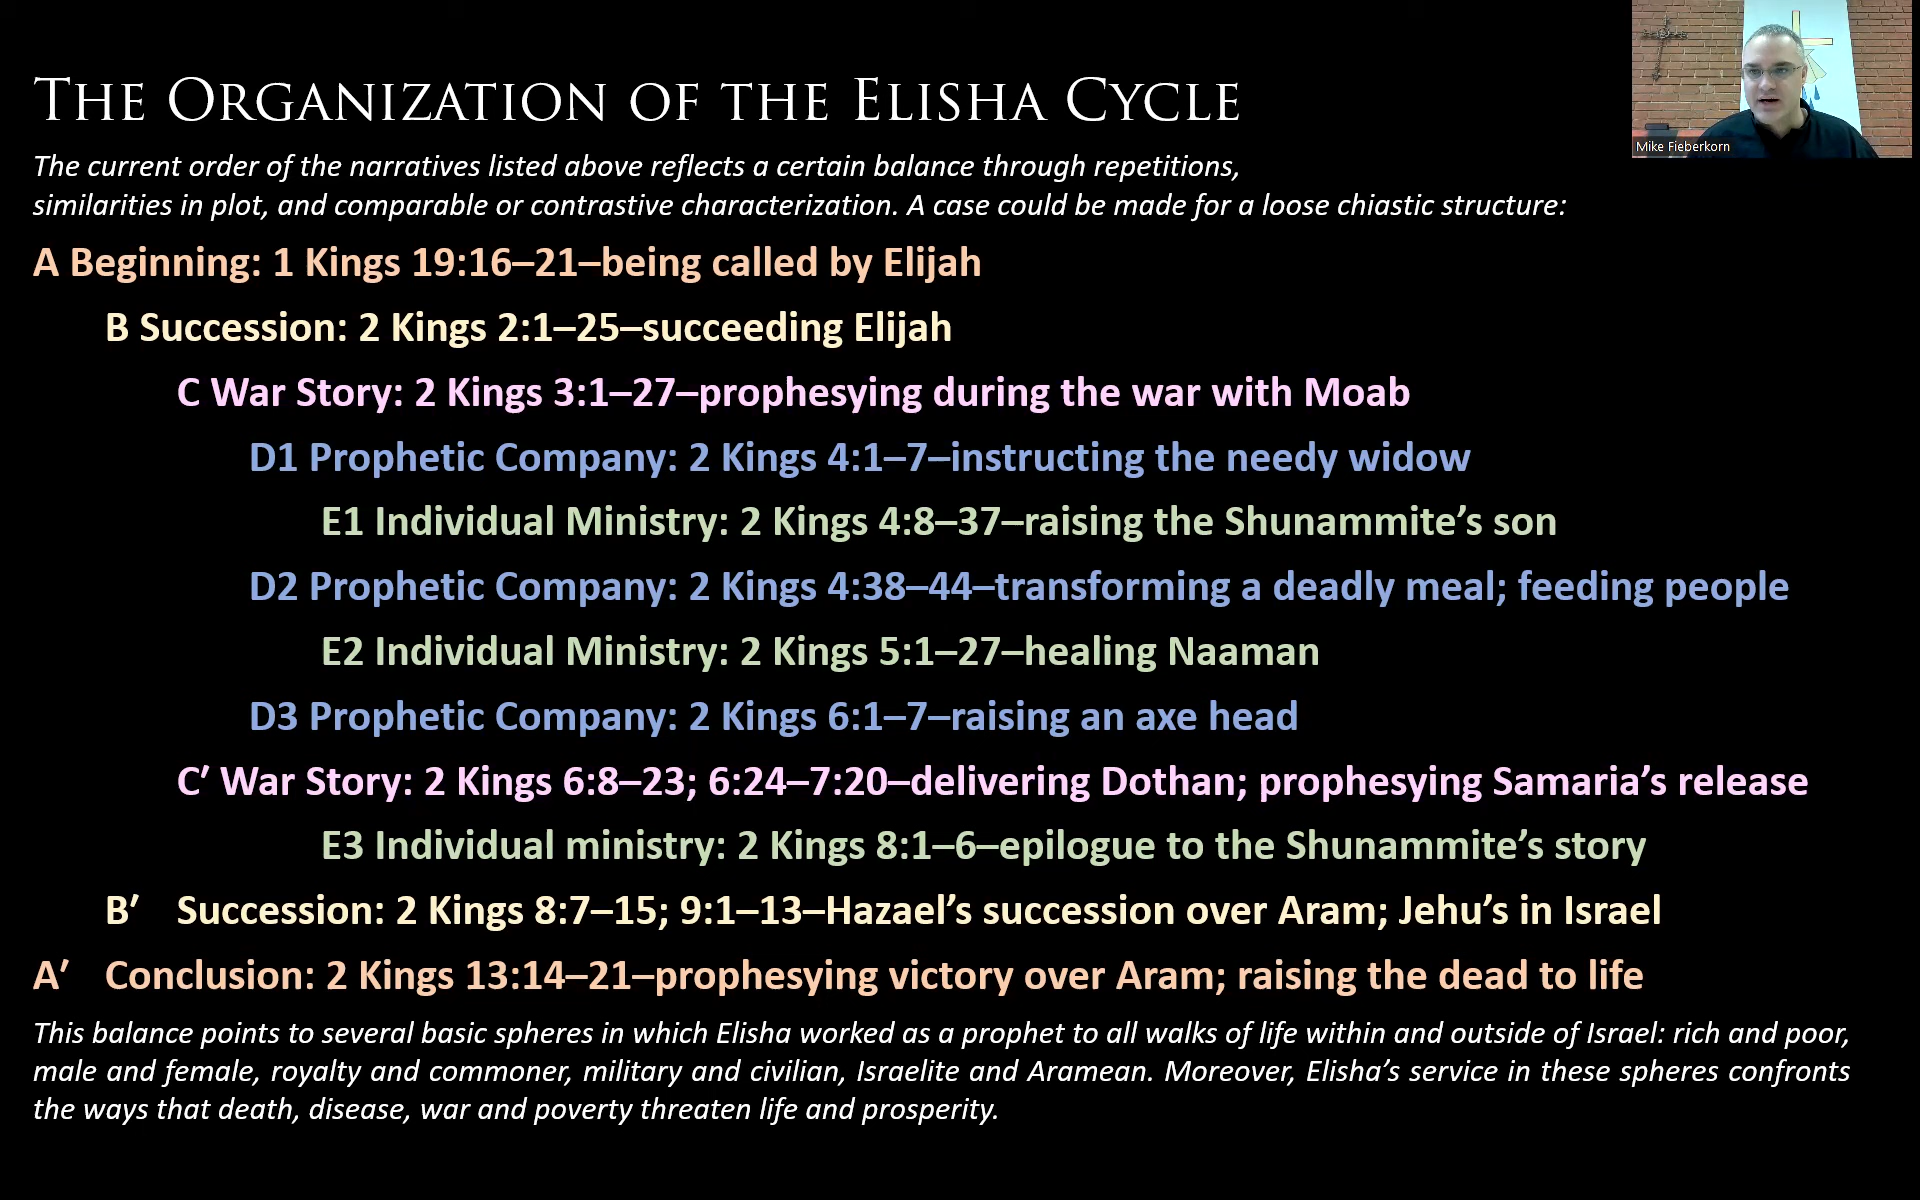 THE ORGANIZATION OF THE ELISHA CYCLE
Mike Fieberkorn
The current order of the narratives listed above reflects a certain balance through repetitions,
similarities in plot, and comparable or contrastive characterization. A case could be made for a loose chiastic structure:
A Beginning: 1 Kings 19:16–21–being called by Elijah
B Succession: 2 Kings 2:1–25–succeeding Elijah
C War Story: 2 Kings 3:1–27–prophesying during the war with Moab
D1 Prophetic Company: 2 Kings 4:1–7–instructing the needy widow
E1 Individual Ministry: 2 Kings 4:8–37–raising the Shunammite’s son
D2 Prophetic Company: 2 Kings 4:38–44–transforming a deadly meal; feeding people
E2 Individual Ministry: 2 Kings 5:1–27–healing Naaman
D3 Prophetic Company: 2 Kings 6:1–7–raising an axe head
C′ War Story: 2 Kings 6:8–23; 6:24–7:20–delivering Dothan; prophesying Samaria’s release
E3 Individual ministry: 2 Kings 8:1–6–epilogue to the Shunammite’s story
B′ Succession: 2 Kings 8:7–15; 9:1–13–Hazael’s succession over Aram; Jehu’s in Israel
A′ Conclusion: 2 Kings 13:14–21–prophesying victory over Aram; raising the dead to life
This balance points to several basic spheres in which Elisha worked as a prophet to all walks of life within and outside of Israel: rich and poor,
male and female, royalty and commoner, military and civilian, Israelite and Aramean. Moreover, Elisha’s service in these spheres confronts
the ways that death, disease, war and poverty threaten life and prosperity.